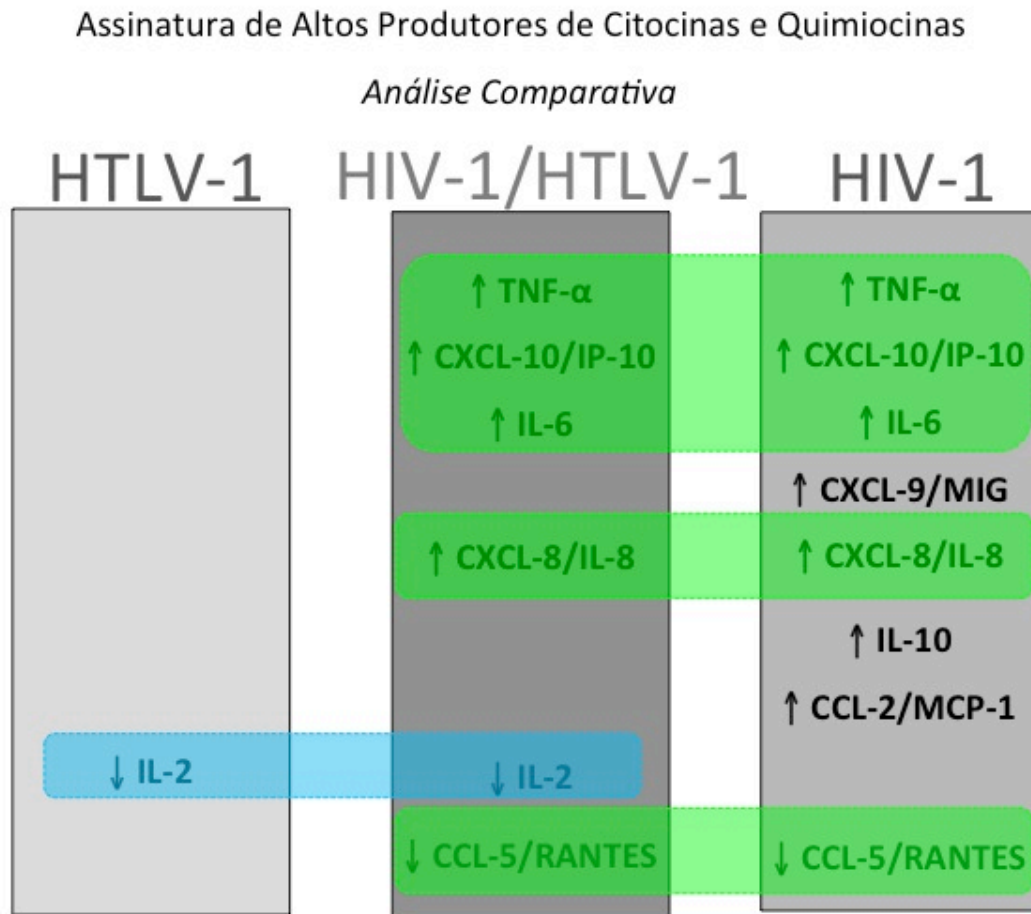 Assinatura de Altos Produtores de Citocinas e Quimiocinas
Análise Comparativa
HTLV-1 HIV-1/HTLV-1 HIV-1
↑ TNF-α ↑ TNF-α
↑ CXCL-10/IP-10 ↑ CXCL-10/IP-10
↑ IL-6 ↑ IL-6
↑ CXCL-9/MIG
↑ CXCL-8/IL-8 ↑ CXCL-8/IL-8
↑ IL-10
↑ CCL-2/MCP-1
↓ IL-2 ↓ IL-2
↓ CCL-5/RANTES ↓ CCL-5/RANTES